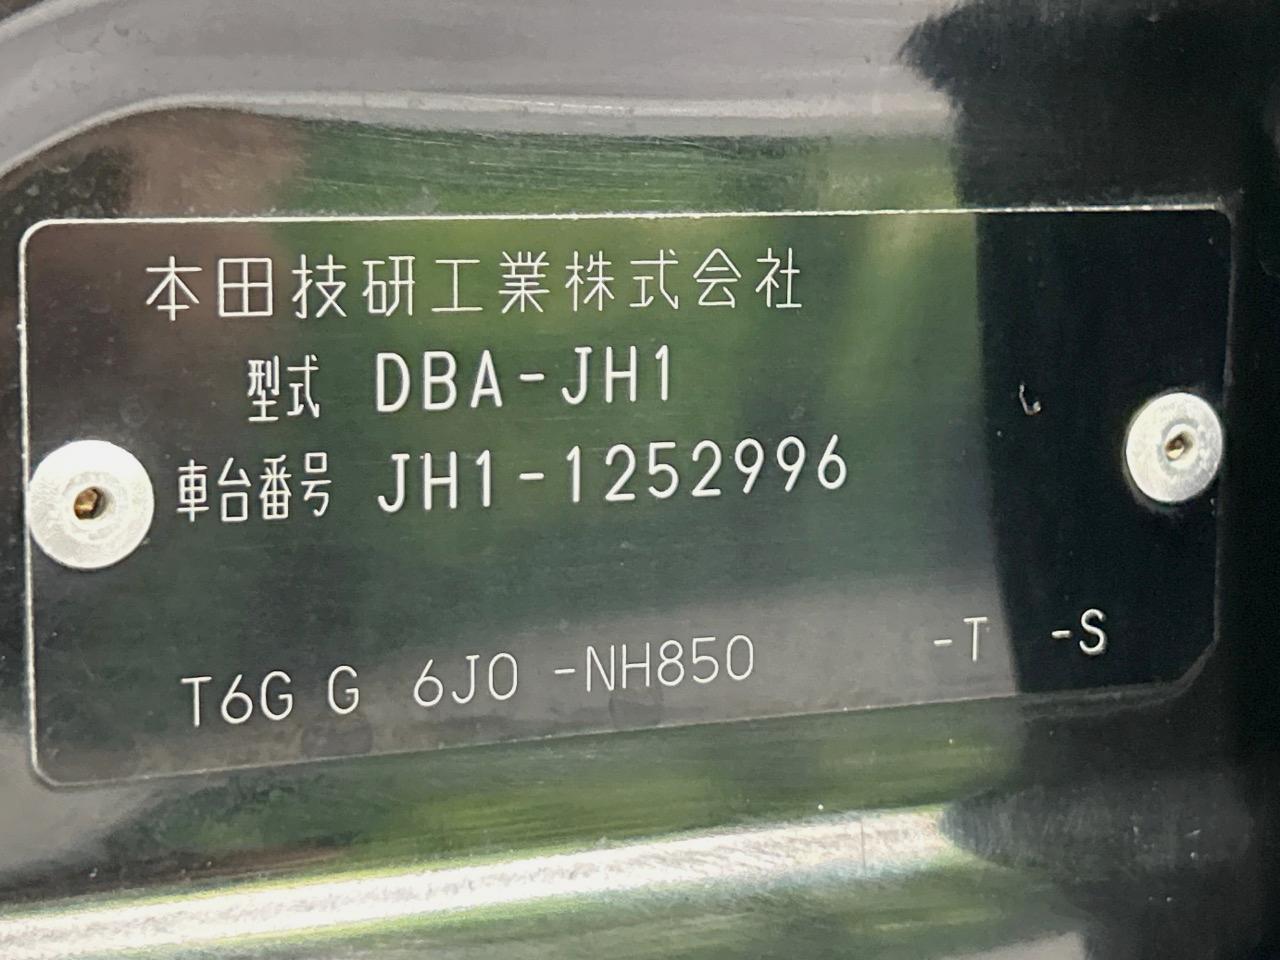 本田技研工業株式会社
型式 DBA-JH1
車台番号 JH1-1252996
T6G G 6J0 -NH850 -T -S